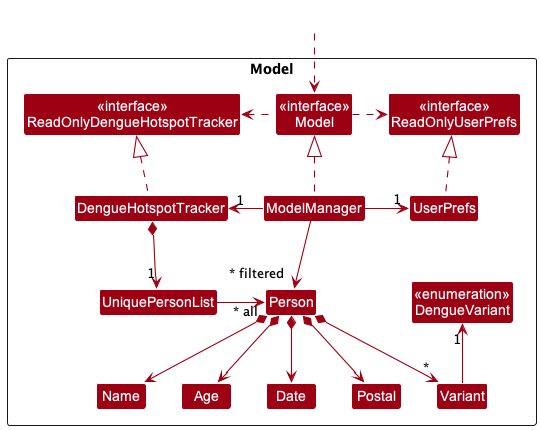 Model
«interface»
ReadOnlyDengueHotspotTracker
«interface»
Model
«interface»
ReadOnlyUserPrefs
DengueHotspotTracker
1
ModelManager
1
UserPrefs
1
* filtered
UniquePersonList
* all
Person
«enumeration»
DengueVariant
1
*
Name
Age
Date
Postal
Variant